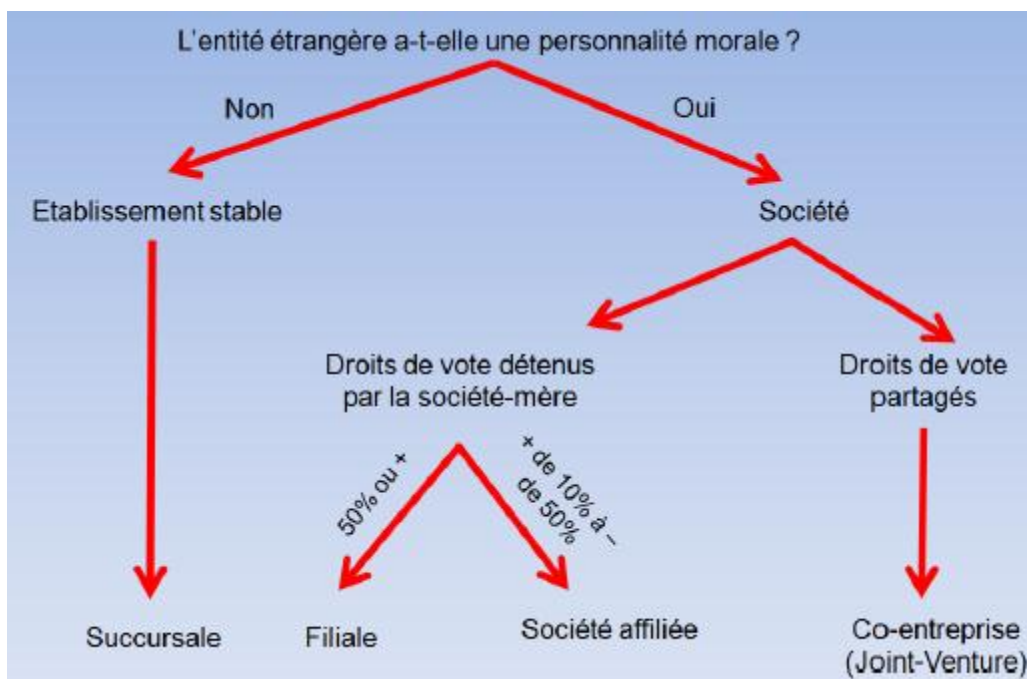 L'entité étrangère a-t-elle une personnalité morale ?
Non
Oui
Etablissement stable
Société
Droits de vote détenus
par la société-mère
Droits de vote
partagés
50% ou +
+ de 10% à –
de 50%
Succursale
Filiale
Société affiliée
Co-entreprise
(Joint-Venture)